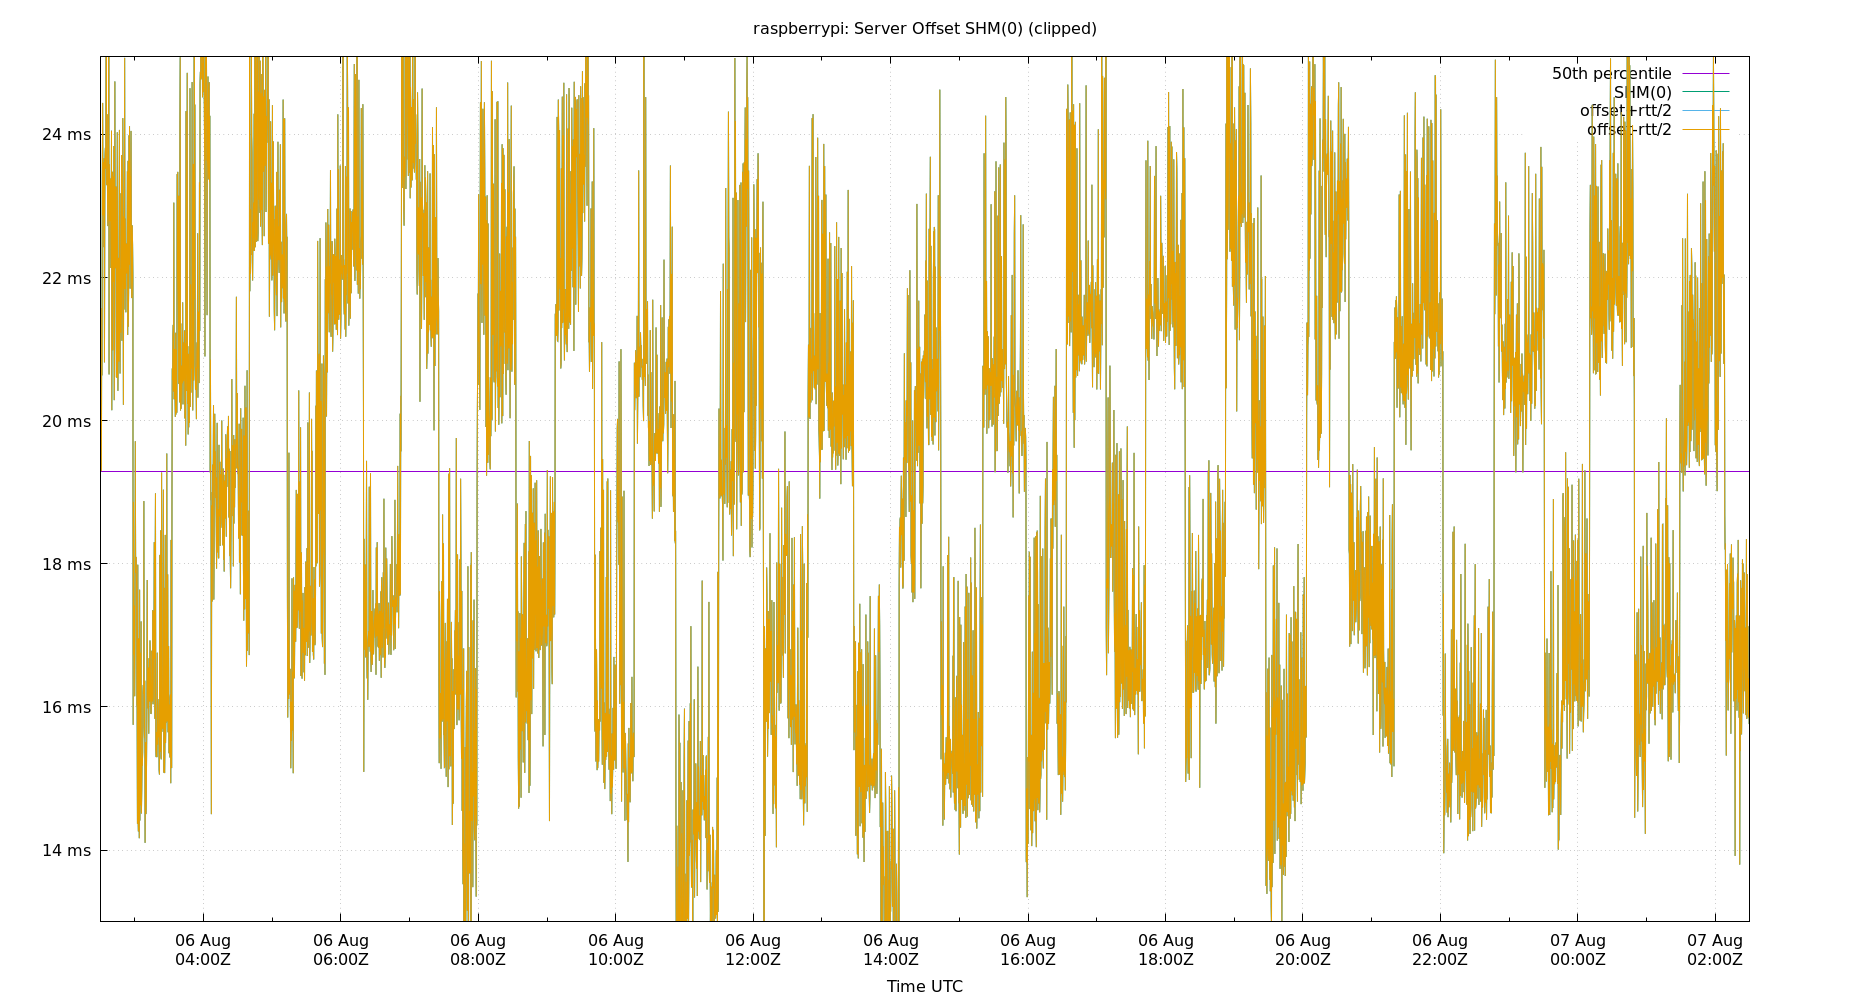 raspberrypi: Server Offset SHM(0) (clipped)
50th percentile
SHM(0)
offset+rtt/2
offset-rtt/2
24 ms
22 ms
20 ms
18 ms
16 ms
14 ms
06 Aug 06 Aug 06 Aug 06 Aug 06 Aug 06 Aug 06 Aug 06 Aug 06 Aug 06 Aug 07 Aug 07 Aug
04:00Z 06:00Z 08:00Z 10:00Z 12:00Z 14:00Z 16:00Z 18:00Z 20:00Z 22:00Z 00:00Z 02:00Z
Time UTC